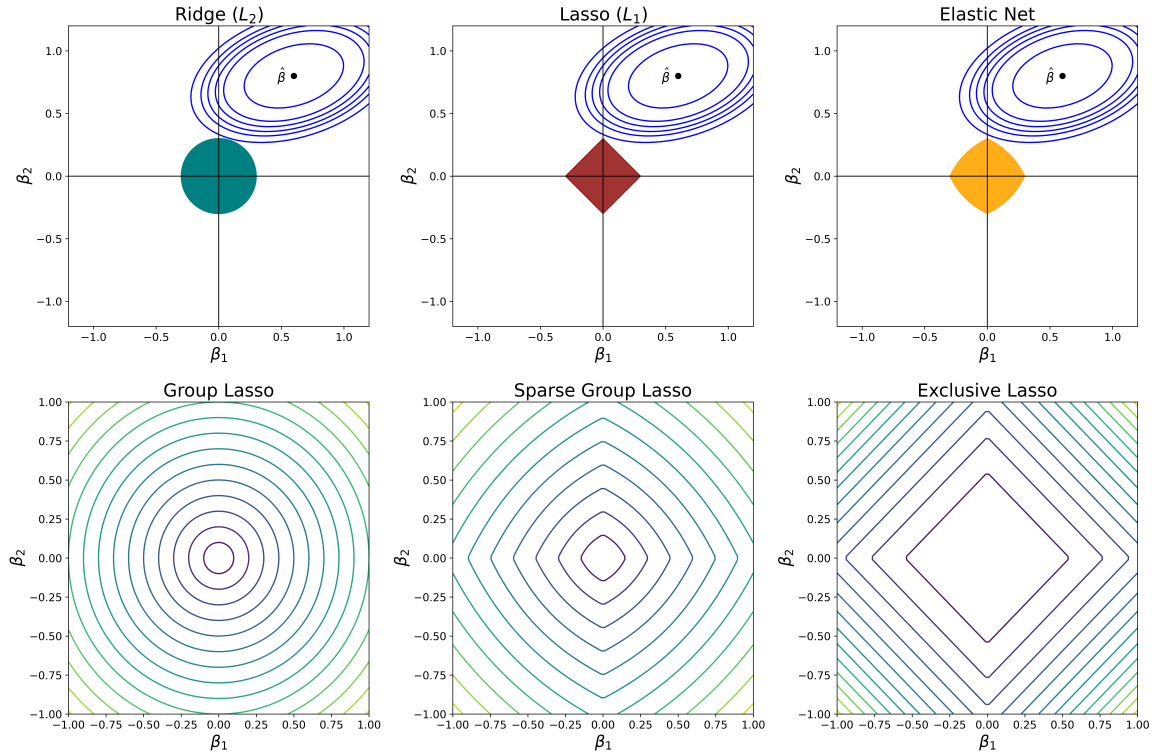 Ridge (L₂)
Lasso (L₁)
Elastic Net
β₂
1.0
0.5
0.0
−0.5
−1.0
β̂
−1.0 −0.5 0.0 0.5 1.0
β₁
β₂
1.0
0.5
0.0
−0.5
−1.0
β̂
−1.0 −0.5 0.0 0.5 1.0
β₁
β₂
1.0
0.5
0.0
−0.5
−1.0
β̂
−1.0 −0.5 0.0 0.5 1.0
β₁
Group Lasso
Sparse Group Lasso
Exclusive Lasso
β₂
1.00
0.75
0.50
0.25
0.00
−0.25
−0.50
−0.75
−1.00
−1.00 −0.75 −0.50 −0.25 0.00 0.25 0.50 0.75 1.00
β₁
β₂
1.00
0.75
0.50
0.25
0.00
−0.25
−0.50
−0.75
−1.00
−1.00 −0.75 −0.50 −0.25 0.00 0.25 0.50 0.75 1.00
β₁
β₂
1.00
0.75
0.50
0.25
0.00
−0.25
−0.50
−0.75
−1.00
−1.00 −0.75 −0.50 −0.25 0.00 0.25 0.50 0.75 1.00
β₁